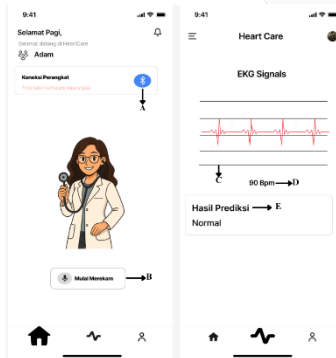 9:41
Selamat Pagi,
Selamat datang di HeartCare
Adam
Koneksi Perangkat
A
Mulai Merekam
B
9:41
Heart Care
EKG Signals
C
90 Bpm
D
Hasil Prediksi
E
Normal